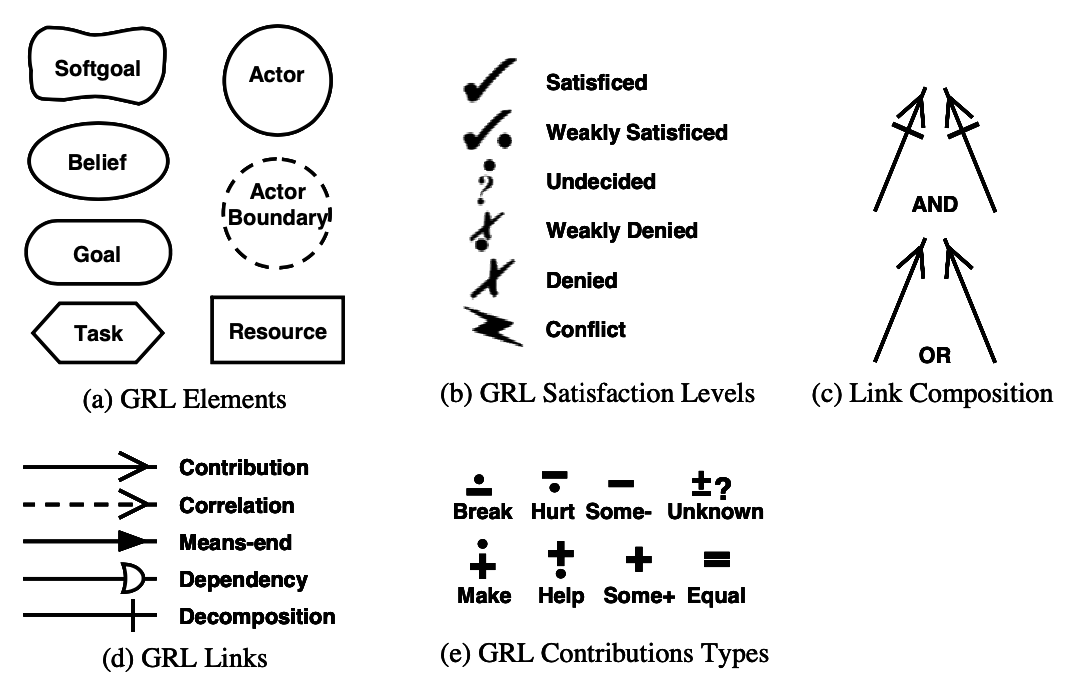 Softgoal
Belief
Goal
Task
Actor
Actor
Boundary
Resource
(a) GRL Elements
Satisficed
Weakly Satisficed
? Undecided
Weakly Denied
Denied
Conflict
(b) GRL Satisfaction Levels
AND
OR
(c) Link Composition
Contribution
Correlation
Means-end
Dependency
Decomposition
(d) GRL Links
− ±?
Break Hurt Some- Unknown
+ =
Make Help Some+ Equal
(e) GRL Contributions Types